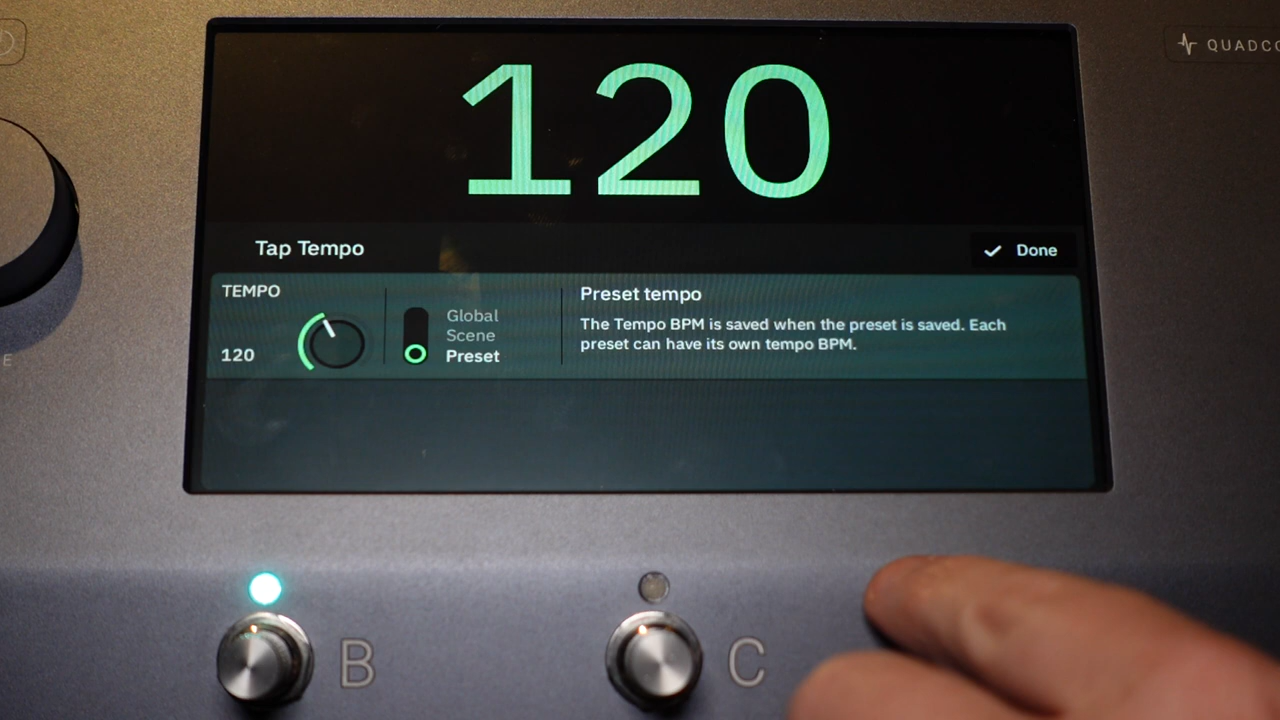 120
QUADCO
Tap Tempo
Done
TEMPO
120
Global
Scene
Preset
Preset tempo
The Tempo BPM is saved when the preset is saved. Each
preset can have its own tempo BPM.
E
B
C